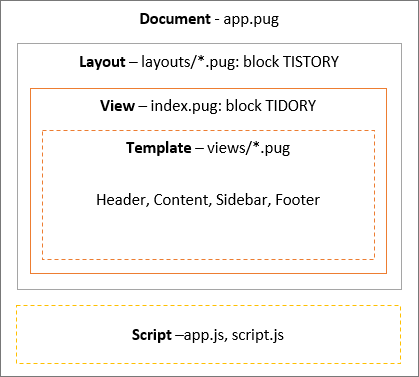 Document - app.pug
Layout – layouts/*.pug: block TISTORY
View – index.pug: block TIDORY
Template – views/*.pug
Header, Content, Sidebar, Footer
Script –app.js, script.js